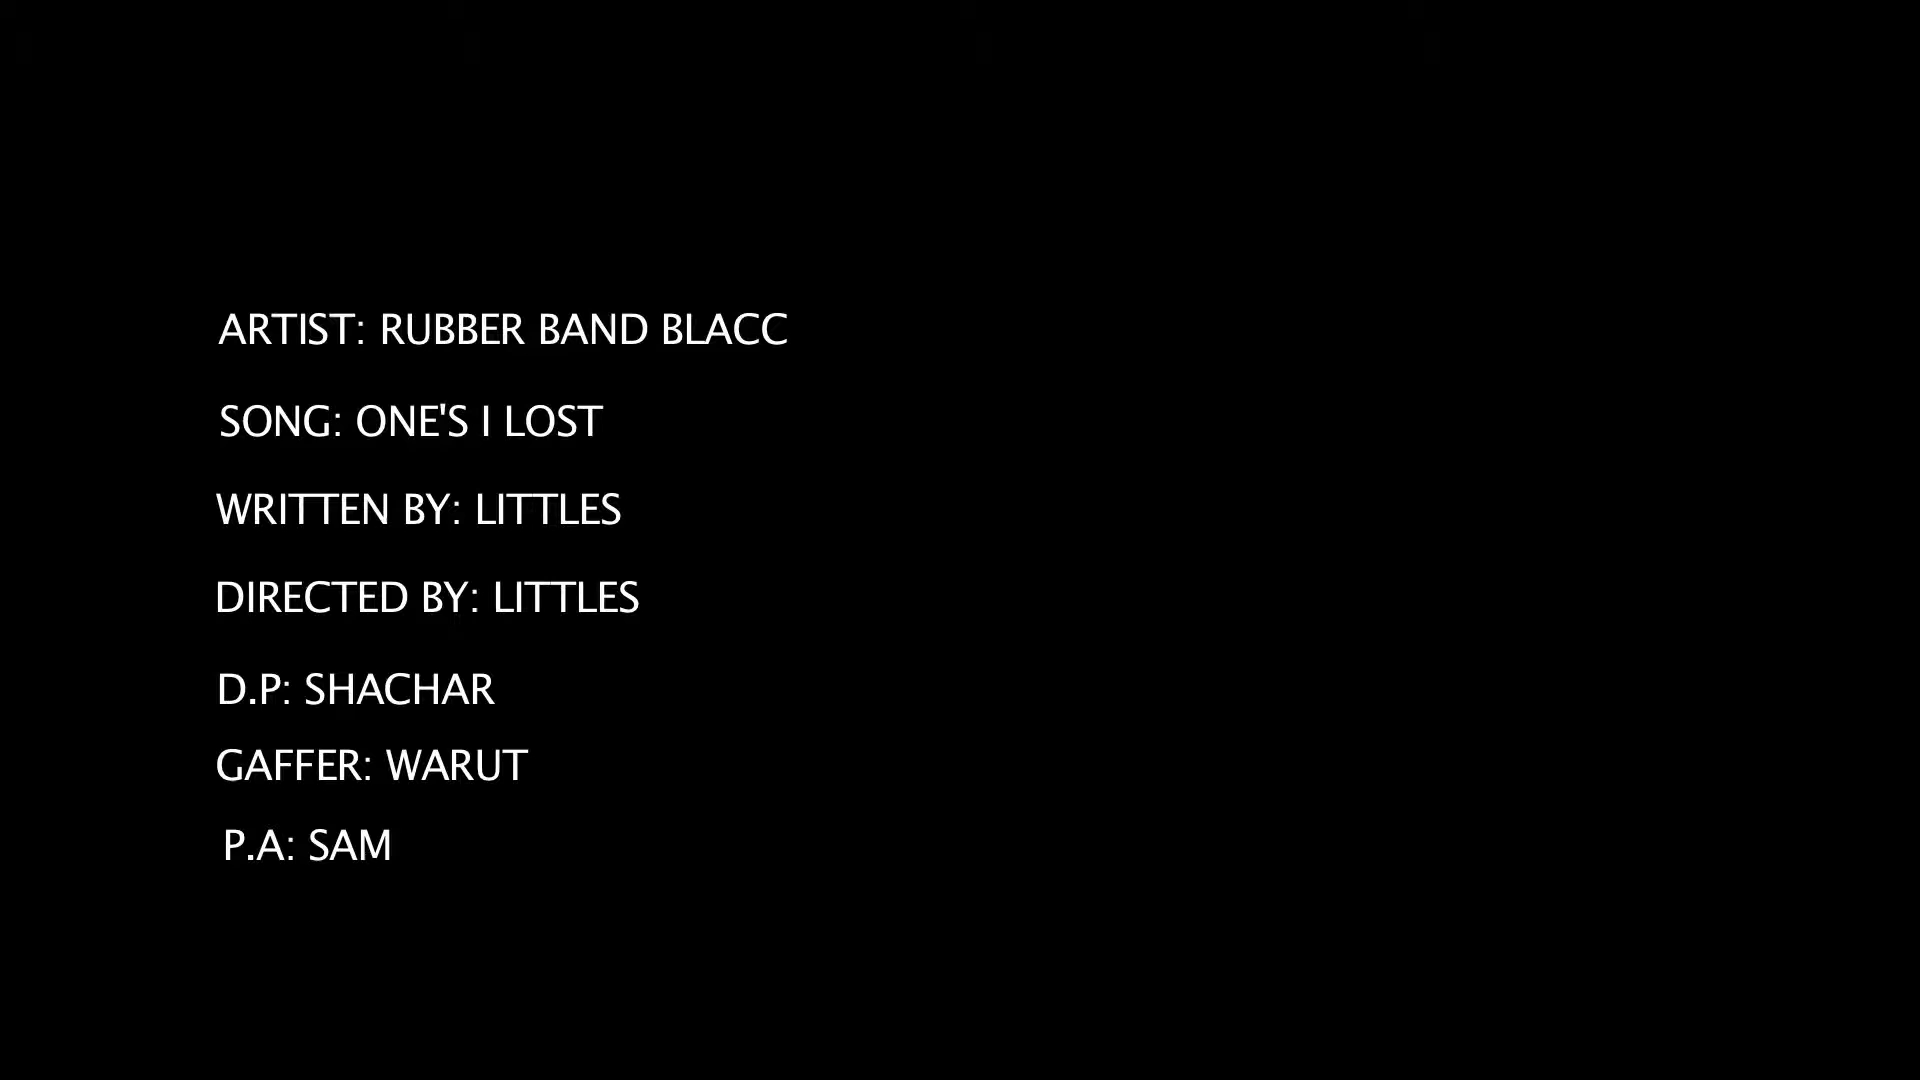 ARTIST: RUBBER BAND BLACC
SONG: ONE'S I LOST
WRITTEN BY: LITTLES
DIRECTED BY: LITTLES
D.P: SHACHAR
GAFFER: WARUT
P.A: SAM